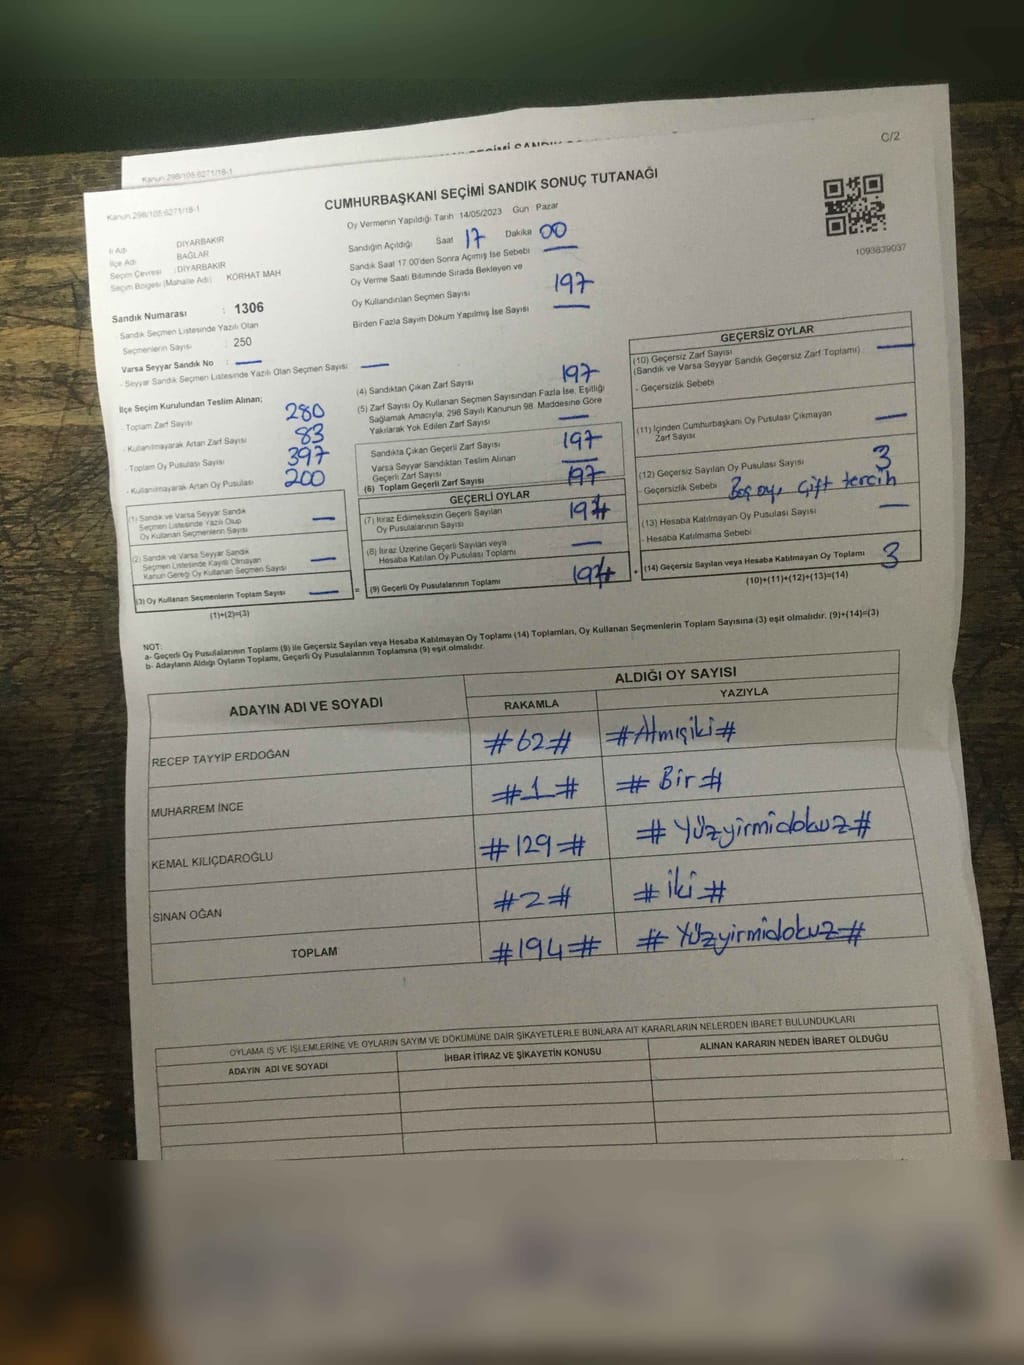 C/2
Kanun 298/105;6271/18-1
Kanun 298/105;6271/18-1
CUMHURBAŞKANI SEÇİMİ SANDIK SONUÇ TUTANAĞI
Oy Vermenin Yapıldığı Tarih 14/05/2023 Gün Pazar
İl Adı DİYARBAKIR
İlçe Adı BAĞLAR
Seçim Çevresi : DİYARBAKIR
Seçim Bölgesi (Mahalle Adı) KORHAT MAH
Sandık Numarası : 1306
Sandık Seçmen Listesinde Yazılı Olan
Seçmenlerin Sayısı : 250
Varsa Seyyar Sandık No : —
- Seyyar Sandık Seçmen Listesinde Yazılı Olan Seçmen Sayısı —
Sandığın Açıldığı Saat 17 Dakika 00
Sandık Saat 17.00'den Sonra Açılmış İse Sebebi —
Oy Verme Saati Bitiminde Sırada Bekleyen ve
Oy Kullandırılan Seçmen Sayısı 197
Birden Fazla Sayım Döküm Yapılmış İse Sayısı —
1093839037
İlçe Seçim Kurulundan Teslim Alınan;
- Toplam Zarf Sayısı 280
- Kullanılmayarak Artan Zarf Sayısı 83
- Toplam Oy Pusulası Sayısı 397
- Kullanılmayarak Artan Oy Pusulası 200
(1) Sandık ve Varsa Seyyar Sandık
Seçmen Listesinde Yazılı Olup
Oy Kullanan Seçmenlerin Sayısı —
(2) Sandık ve Varsa Seyyar Sandık
Seçmen Listesinde Kayıtlı Olmayan
Kanun Gereği Oy Kullanan Seçmen Sayısı —
(3) Oy Kullanan Seçmenlerin Toplam Sayısı — =
(1)+(2)=(3)
(4) Sandıktan Çıkan Zarf Sayısı 197
(5) Zarf Sayısı Oy Kullanan Seçmen Sayısından Fazla İse, Eşitliği
Sağlamak Amacıyla, 298 Sayılı Kanunun 98. Maddesine Göre
Yakılarak Yok Edilen Zarf Sayısı —
Sandıkta Çıkan Geçerli Zarf Sayısı 197
Varsa Seyyar Sandıktan Teslim Alınan
Geçerli Zarf Sayısı —
(6) Toplam Geçerli Zarf Sayısı 197
GEÇERLİ OYLAR
(7) İtiraz Edilmeksizin Geçerli Sayılan
Oy Pusulalarının Sayısı 194
(8) İtiraz Üzerine Geçerli Sayılan veya
Hesaba Katılan Oy Pusulası Toplamı —
(9) Geçerli Oy Pusulalarının Toplamı 194 +
GEÇERSİZ OYLAR
(10) Geçersiz Zarf Sayısı
(Sandık ve Varsa Seyyar Sandık Geçersiz Zarf Toplamı) —
- Geçersizlik Sebebi
(11) İçinden Cumhurbaşkanı Oy Pusulası Çıkmayan
Zarf Sayısı —
(12) Geçersiz Sayılan Oy Pusulası Sayısı 3
- Geçersizlik Sebebi Boş oy, çift tercih
(13) Hesaba Katılmayan Oy Pusulası Sayısı —
- Hesaba Katılmama Sebebi
(14) Geçersiz Sayılan veya Hesaba Katılmayan Oy Toplamı 3
(10)+(11)+(12)+(13)=(14)
NOT:
a- Geçerli Oy Pusulalarının Toplamı (9) ile Geçersiz Sayılan veya Hesaba Katılmayan Oy Toplamı (14) Toplamları, Oy Kullanan Seçmenlerin Toplam Sayısına (3) eşit olmalıdır. (9)+(14)=(3)
b- Adayların Aldığı Oyların Toplamı, Geçerli Oy Pusulalarının Toplamına (9) eşit olmalıdır.
ADAYIN ADI VE SOYADI ALDIĞI OY SAYISI
RAKAMLA YAZIYLA
RECEP TAYYİP ERDOĞAN #62# #Atmışiki#
MUHARREM İNCE #1# #Bir#
KEMAL KILIÇDAROĞLU #129# #Yüzyirmidokuz#
SİNAN OĞAN #2# #iki#
TOPLAM #194# #Yüzyirmidokuz#
OYLAMA İŞ VE İŞLEMLERİNE VE OYLARIN SAYIM VE DÖKÜMÜNE DAİR ŞİKAYETLERLE BUNLARA AİT KARARLARIN NELERDEN İBARET BULUNDUKLARI
ADAYIN ADI VE SOYADI İHBAR İTİRAZ VE ŞİKAYETİN KONUSU ALINAN KARARIN NEDEN İBARET OLDUĞU